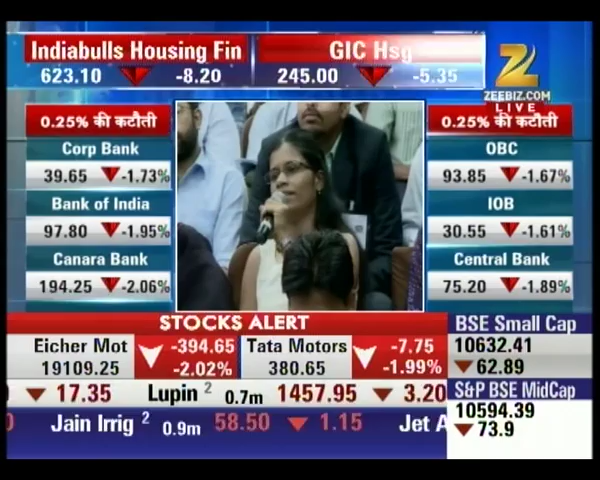 Indiabulls Housing Fin
623.10 -8.20
GIC Hsg
245.00 -5.35
Z
ZEEBIZ.COM
LIVE
0.25% की कटौती
Corp Bank
39.65 -1.73%
Bank of India
97.80 -1.95%
Canara Bank
194.25 -2.06%
0.25% की कटौती
OBC
93.85 -1.67%
IOB
30.55 -1.61%
Central Bank
75.20 -1.89%
STOCKS ALERT
Eicher Mot -394.65
19109.25 -2.02%
Tata Motors -7.75
380.65 -1.99%
BSE Small Cap
10632.41
62.89
S&P BSE MidCap
10594.39
73.9
17.35 Lupin 2 0.7m 1457.95 3.20
Jain Irrig 2 0.9m 58.50 1.15 Jet A